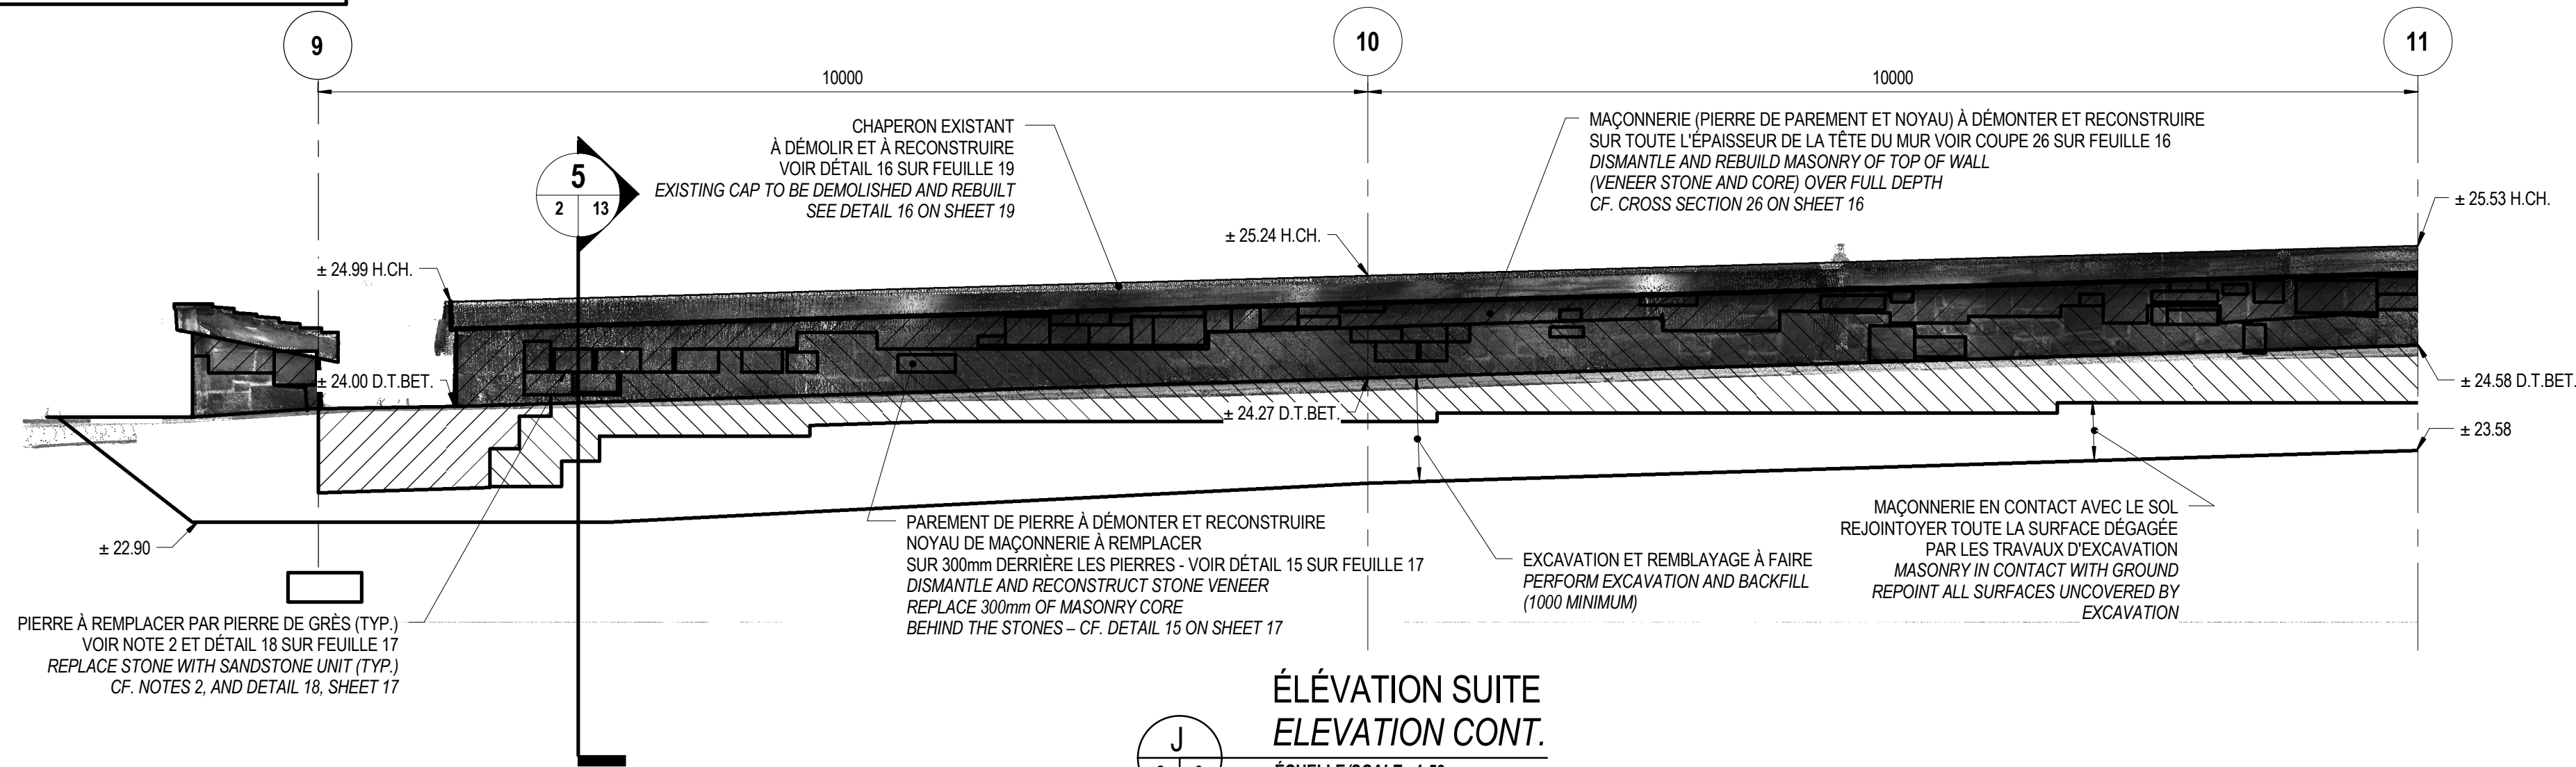 9
10
11
10000
10000
CHAPERON EXISTANT
À DÉMOLIR ET À RECONSTRUIRE
VOIR DÉTAIL 16 SUR FEUILLE 19
EXISTING CAP TO BE DEMOLISHED AND REBUILT
SEE DETAIL 16 ON SHEET 19
MAÇONNERIE (PIERRE DE PAREMENT ET NOYAU) À DÉMONTER ET RECONSTRUIRE
SUR TOUTE L'ÉPAISSEUR DE LA TÊTE DU MUR VOIR COUPE 26 SUR FEUILLE 16
DISMANTLE AND REBUILD MASONRY OF TOP OF WALL
(VENEER STONE AND CORE) OVER FULL DEPTH
CF. CROSS SECTION 26 ON SHEET 16
5
2 13
± 25.53 H.CH.
± 25.24 H.CH.
± 24.99 H.CH.
± 24.00 D.T.BET.
± 24.58 D.T.BET.
± 24.27 D.T.BET.
± 23.58
± 22.90
PAREMENT DE PIERRE À DÉMONTER ET RECONSTRUIRE
NOYAU DE MAÇONNERIE À REMPLACER
SUR 300mm DERRIÈRE LES PIERRES - VOIR DÉTAIL 15 SUR FEUILLE 17
DISMANTLE AND RECONSTRUCT STONE VENEER
REPLACE 300mm OF MASONRY CORE
BEHIND THE STONES – CF. DETAIL 15 ON SHEET 17
EXCAVATION ET REMBLAYAGE À FAIRE
PERFORM EXCAVATION AND BACKFILL
(1000 MINIMUM)
MAÇONNERIE EN CONTACT AVEC LE SOL
REJOINTOYER TOUTE LA SURFACE DÉGAGÉE
PAR LES TRAVAUX D'EXCAVATION
MASONRY IN CONTACT WITH GROUND
REPOINT ALL SURFACES UNCOVERED BY
EXCAVATION
PIERRE À REMPLACER PAR PIERRE DE GRÈS (TYP.)
VOIR NOTE 2 ET DÉTAIL 18 SUR FEUILLE 17
REPLACE STONE WITH SANDSTONE UNIT (TYP.)
CF. NOTES 2, AND DETAIL 18, SHEET 17
ÉLÉVATION SUITE
ELEVATION CONT.
J